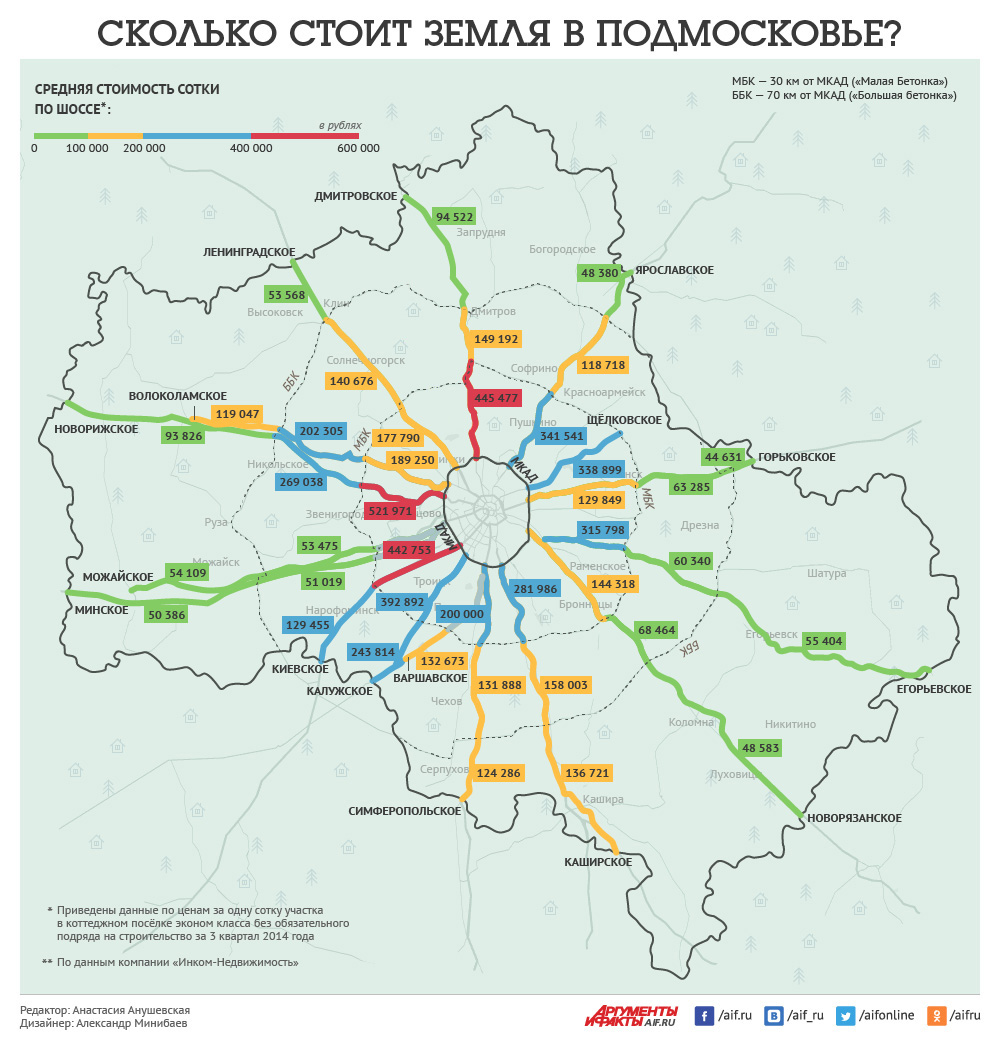 СКОЛЬКО СТОИТ ЗЕМЛЯ В ПОДМОСКОВЬЕ?
СРЕДНЯЯ СТОИМОСТЬ СОТКИ
ПО ШОССЕ*:
в рублях
0 100 000 200 000 400 000 600 000
МБК — 30 км от МКАД («Малая Бетонка»)
ББК — 70 км от МКАД («Большая бетонка»)
ДМИТРОВСКОЕ
94 522
Запрудня
ЛЕНИНГРАДСКОЕ
Богородское
48 380
ЯРОСЛАВСКОЕ
53 568
Клин
Высоковск
Дмитров
149 192
Солнечногорск
118 718
Софрино
ББК
140 676
Красноармейск
ВОЛОКОЛАМСКОЕ
445 477
119 047
Пушкино
ЩЁЛКОВСКОЕ
НОВОРИЖСКОЕ
93 826
202 305
МБК
177 790
341 541
44 631
ГОРЬКОВСКОЕ
189 250
МКАД
338 899
Никольское
269 038
63 285
129 849
МБК
521 971
Звенигород
Руза
Дрезна
315 798
МКАД
53 475
442 753
60 340
Можайск
Раменское
МОЖАЙСКОЕ
54 109
51 019
Шатура
144 318
МИНСКОЕ
50 386
Нарофоминск
Троицк
392 892
281 986
Бронницы
200 000
129 455
68 464
Егорьевск
55 404
243 814
132 673
ББК
КИЕВСКОЕ
ВАРШАВСКОЕ
КАЛУЖСКОЕ
131 888
158 003
ЕГОРЬЕВСКОЕ
Чехов
Коломна
Никитино
48 583
Серпухов
124 286
136 721
Луховицы
СИМФЕРОПОЛЬСКОЕ
Кашира
НОВОРЯЗАНСКОЕ
КАШИРСКОЕ
* Приведены данные по ценам за одну сотку участка
в коттеджном посёлке эконом класса без обязательного
подряда на строительство за 3 квартал 2014 года
** По данным компании «Инком-Недвижимость»
Редактор: Анастасия Анушевская
Дизайнер: Александр Минибаев
АРГУМЕНТЫ
И ФАКТЫ AIF.RU
/aif.ru
/aif_ru
/aifonline
/aifru